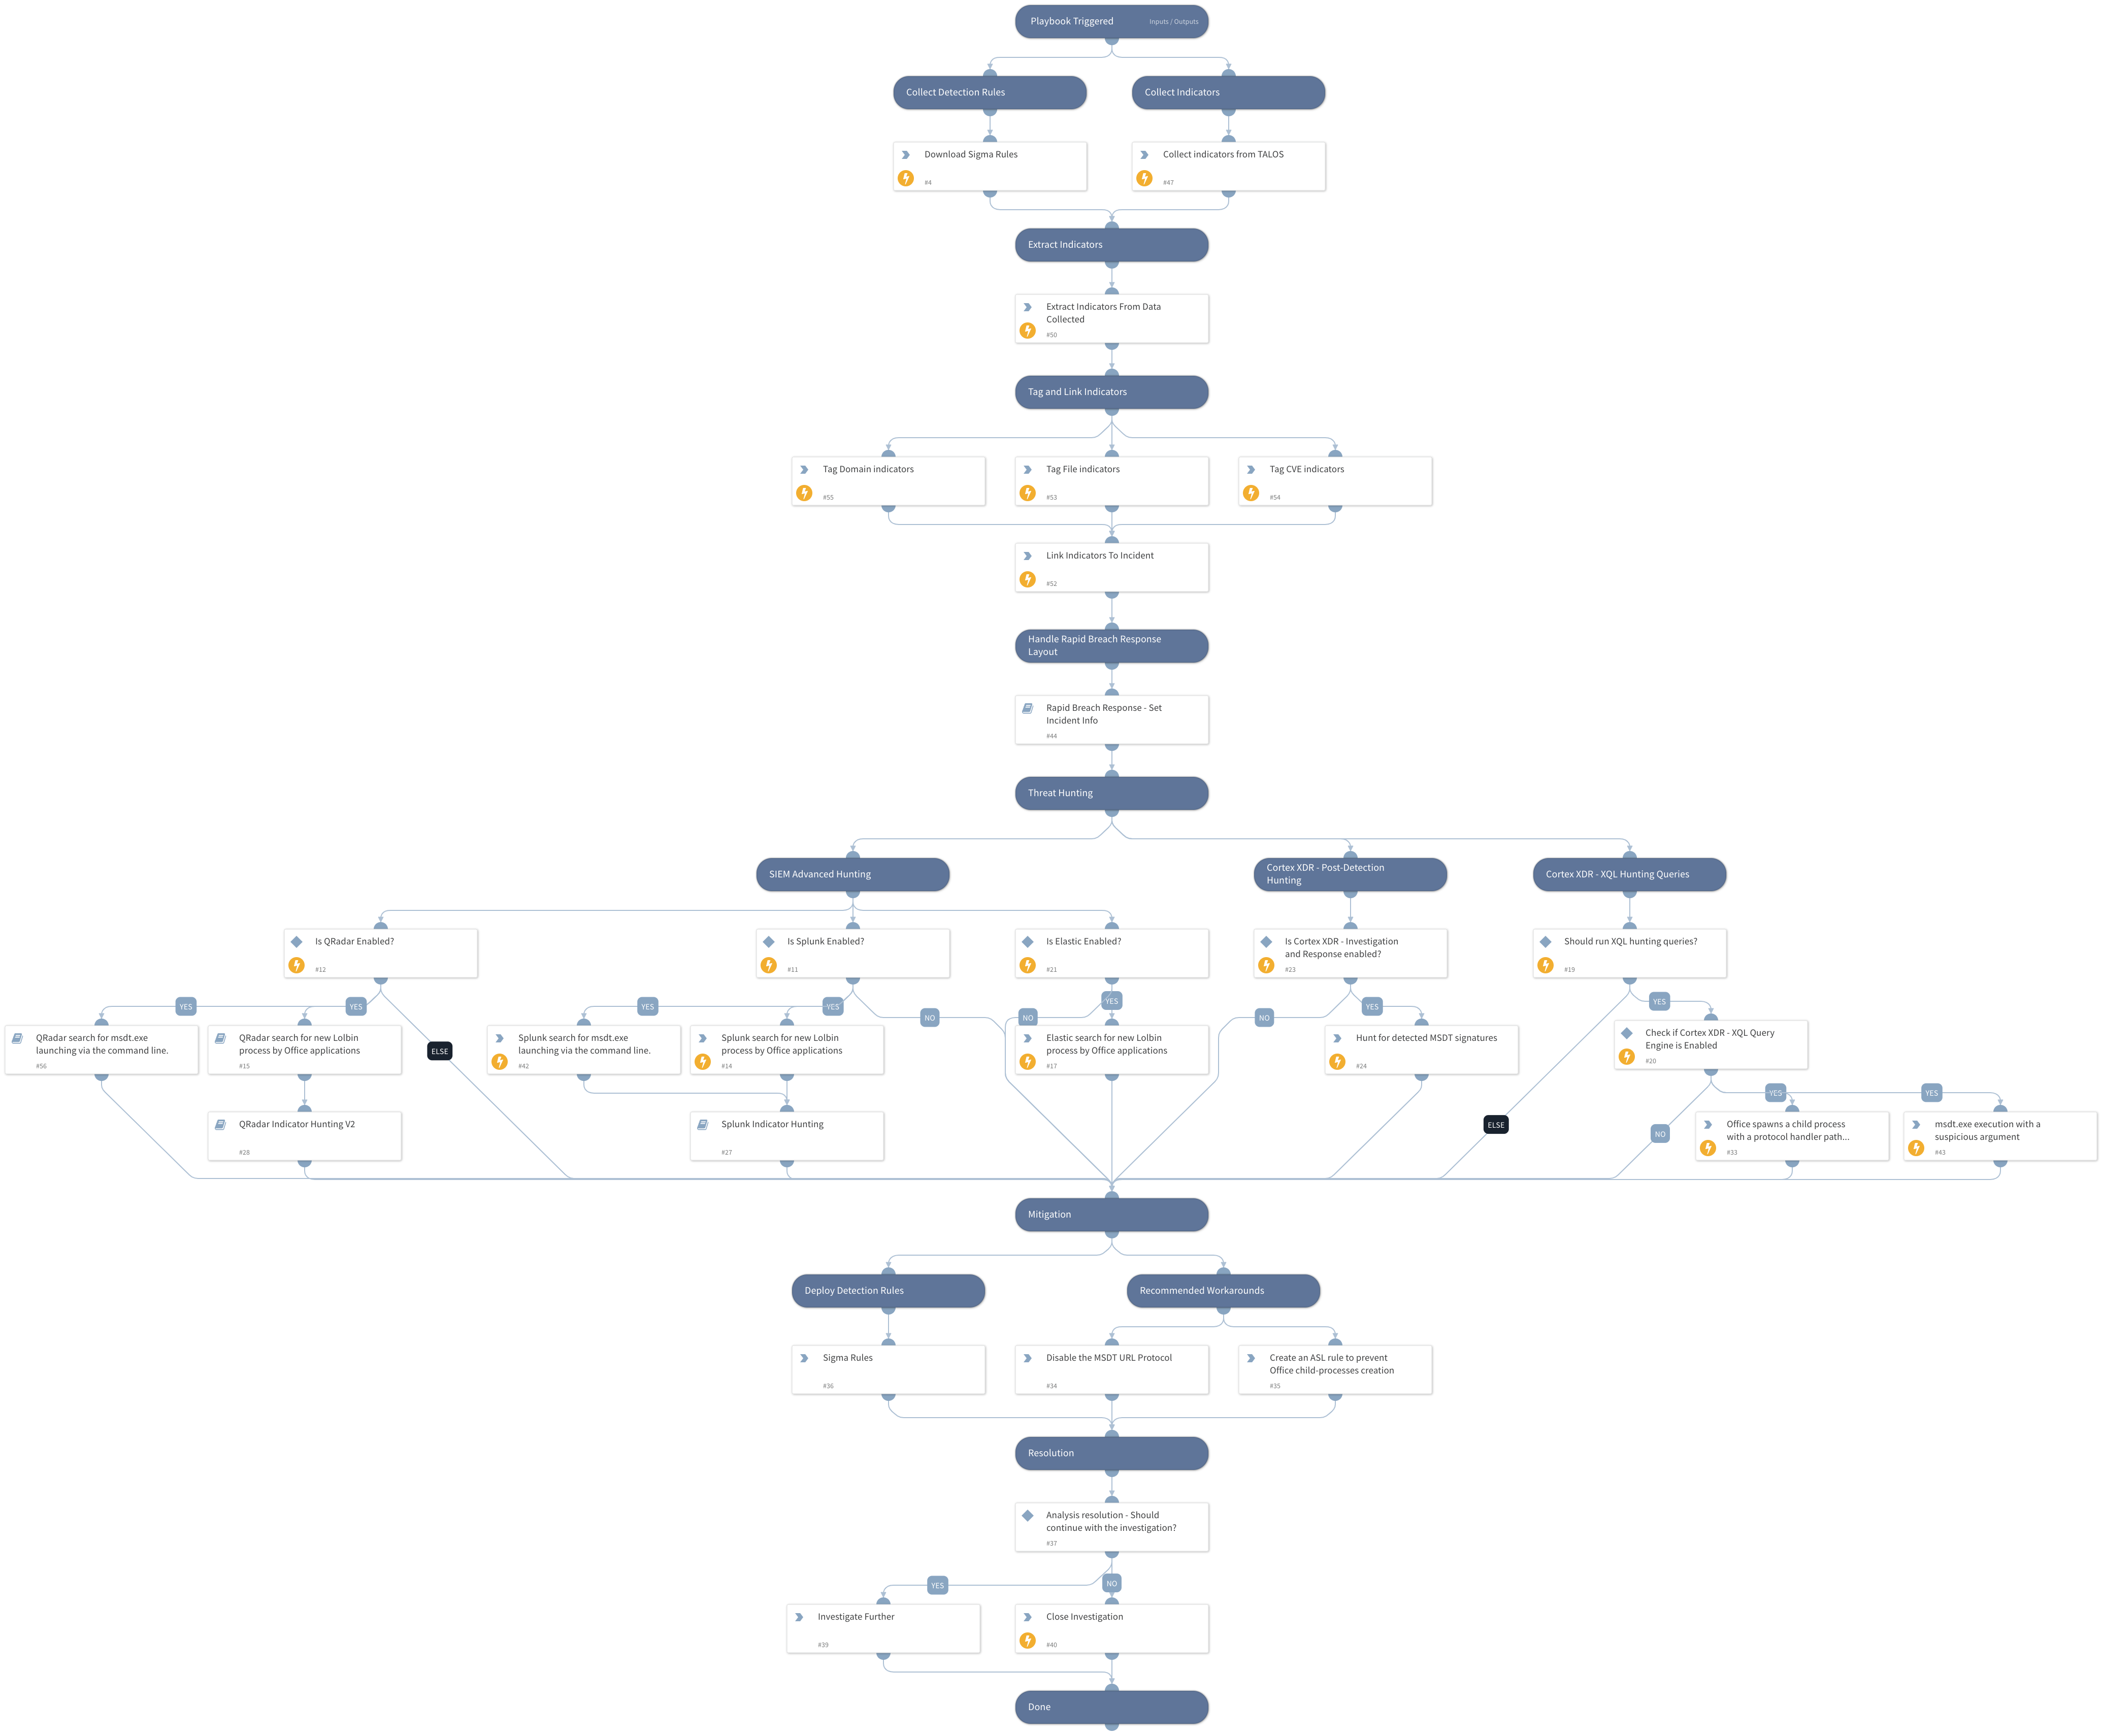 Playbook Triggered
Inputs / Outputs
Collect Detection Rules
Collect Indicators
Download Sigma Rules
#4
Collect indicators from TALOS
#47
Extract Indicators
Extract Indicators From Data
Collected
#50
Tag and Link Indicators
Tag Domain indicators
#55
Tag File indicators
#53
Tag CVE indicators
#54
Link Indicators To Incident
#52
Handle Rapid Breach Response
Layout
Rapid Breach Response - Set
Incident Info
#44
Threat Hunting
SIEM Advanced Hunting
Cortex XDR - Post-Detection
Hunting
Cortex XDR - XQL Hunting Queries
Is QRadar Enabled?
#12
Is Splunk Enabled?
#11
Is Elastic Enabled?
#21
Is Cortex XDR - Investigation
and Response enabled?
#23
Should run XQL hunting queries?
#19
YES
YES
ELSE
YES
YES
NO
NO
YES
NO
YES
YES
ELSE
QRadar search for msdt.exe
launching via the command line.
#56
QRadar search for new Lolbin
process by Office applications
#15
Splunk search for msdt.exe
launching via the command line.
#42
Splunk search for new Lolbin
process by Office applications
#14
Elastic search for new Lolbin
process by Office applications
#17
Hunt for detected MSDT signatures
#24
Check if Cortex XDR - XQL Query
Engine is Enabled
#20
NO
YES
YES
QRadar Indicator Hunting V2
#28
Splunk Indicator Hunting
#27
Office spawns a child process
with a protocol handler path...
#33
msdt.exe execution with a
suspicious argument
#43
Mitigation
Deploy Detection Rules
Recommended Workarounds
Sigma Rules
#36
Disable the MSDT URL Protocol
#34
Create an ASL rule to prevent
Office child-processes creation
#35
Resolution
Analysis resolution - Should
continue with the investigation?
#37
YES
NO
Investigate Further
#39
Close Investigation
#40
Done